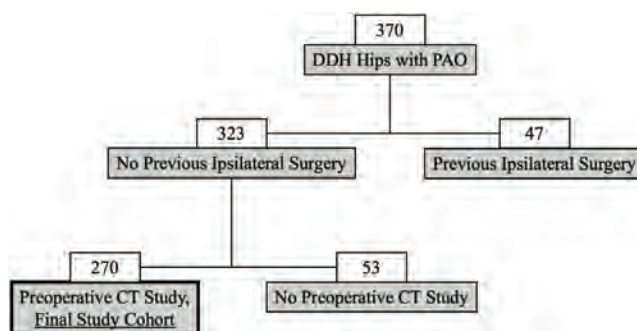 370
DDH Hips with PAO
323
No Previous Ipsilateral Surgery
47
Previous Ipsilateral Surgery
270
Preoperative CT Study,
Final Study Cohort
53
No Preoperative CT Study